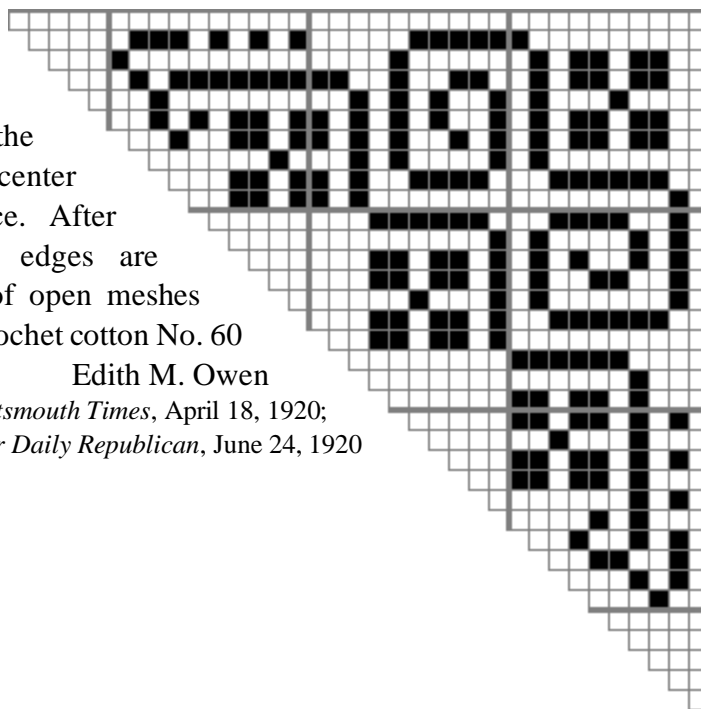 the
center
ce. After
edges are
of open meshes
ochet cotton No. 60
Edith M. Owen
tsmouth Times, April 18, 1920;
r Daily Republican, June 24, 1920